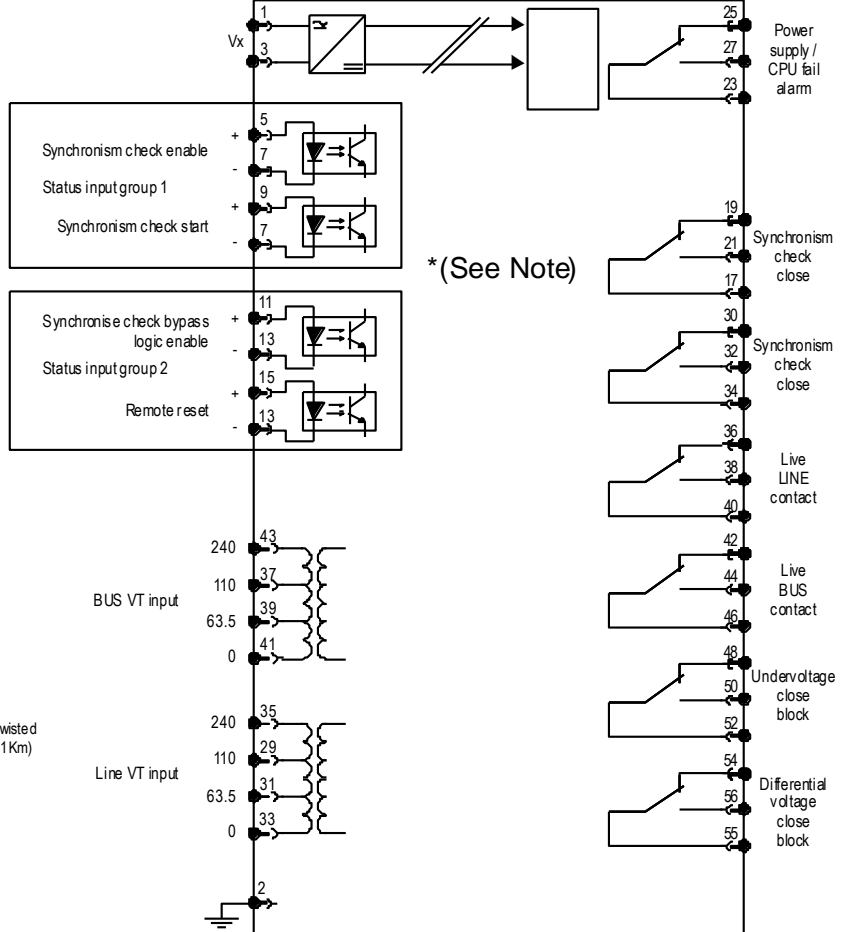 1
Vx
3
25
27
23
Power
supply /
CPU fail
alarm
5
+
Synchronism check enable
7
-
Status input group 1
9
+
Synchronism check start
7
-
*(See Note)
19
21
17
Synchronism
check
close
11
+
Synchronise check bypass
logic enable
13
-
Status input group 2
15
+
Remote reset
13
-
30
32
34
Synchronism
check
close
36
38
40
Live
LINE
contact
43
240
37
110
BUS VT input
39
63.5
41
0
42
44
46
Live
BUS
contact
48
50
52
Undervoltage
close
block
wisted
1Km)
35
240
29
110
Line VT input
31
63.5
33
0
54
56
55
Differential
voltage
close
block
2